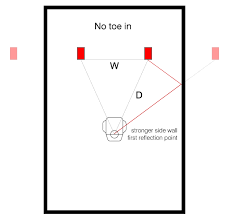 No toe in
W
D
stronger side wall
first reflection point